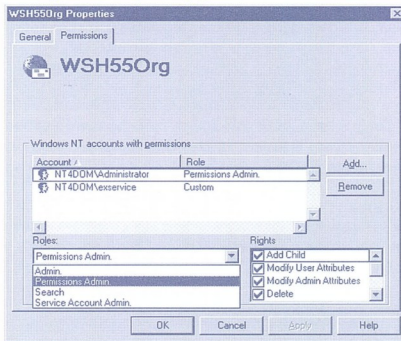 WSH55Org Properties
General Permissions
WSH55Org
Windows NT accounts with permissions
Account Role
NT4DOM\Administrator Permissions Admin.
NT4DOM\exservice Custom
Add...
Remove
Roles:
Permissions Admin.
Admin.
Permissions Admin.
Search
Service Account Admin.
Rights
Add Child
Modify User Attributes
Modify Admin Attributes
Delete
OK Cancel Apply Help